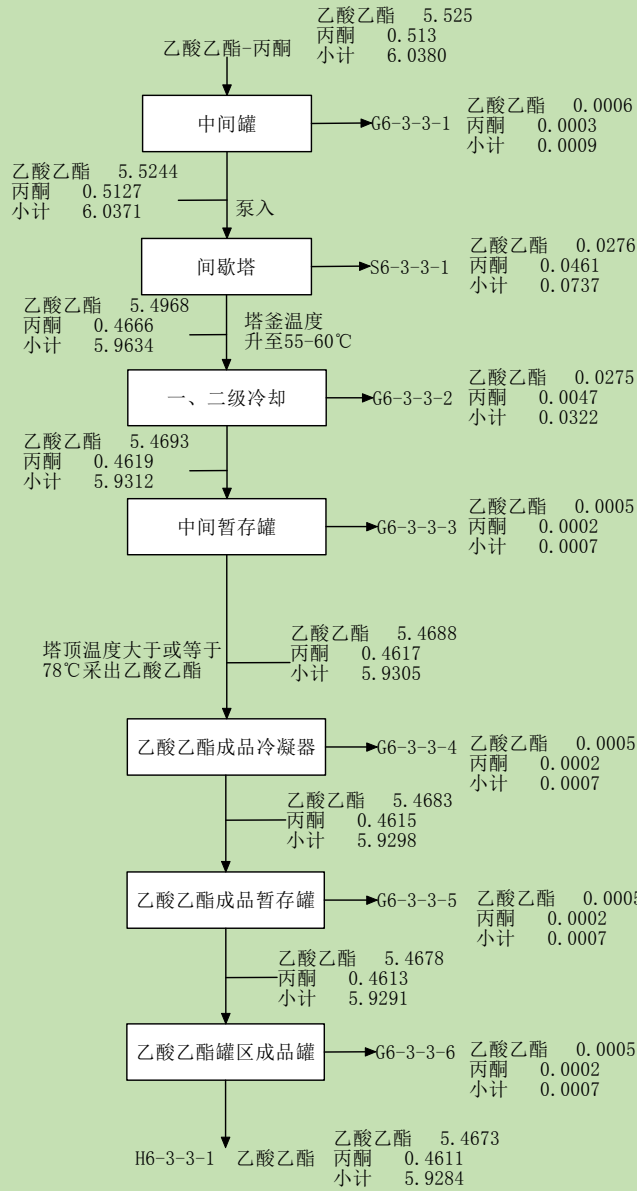 乙酸乙酯-丙酮
乙酸乙酯 5.525
丙酮 0.513
小计 6.0380
中间罐
G6-3-3-1
乙酸乙酯 0.0006
丙酮 0.0003
小计 0.0009
乙酸乙酯 5.5244
丙酮 0.5127
小计 6.0371
泵入
间歇塔
S6-3-3-1
乙酸乙酯 0.0276
丙酮 0.0461
小计 0.0737
乙酸乙酯 5.4968
丙酮 0.4666
小计 5.9634
塔釜温度
升至55-60℃
一、二级冷却
G6-3-3-2
乙酸乙酯 0.0275
丙酮 0.0047
小计 0.0322
乙酸乙酯 5.4693
丙酮 0.4619
小计 5.9312
中间暂存罐
G6-3-3-3
乙酸乙酯 0.0005
丙酮 0.0002
小计 0.0007
塔顶温度大于或等于
78℃采出乙酸乙酯
乙酸乙酯 5.4688
丙酮 0.4617
小计 5.9305
乙酸乙酯成品冷凝器
G6-3-3-4
乙酸乙酯 0.0005
丙酮 0.0002
小计 0.0007
乙酸乙酯 5.4683
丙酮 0.4615
小计 5.9298
乙酸乙酯成品暂存罐
G6-3-3-5
乙酸乙酯 0.0005
丙酮 0.0002
小计 0.0007
乙酸乙酯 5.4678
丙酮 0.4613
小计 5.9291
乙酸乙酯罐区成品罐
G6-3-3-6
乙酸乙酯 0.0005
丙酮 0.0002
小计 0.0007
H6-3-3-1 乙酸乙酯
乙酸乙酯 5.4673
丙酮 0.4611
小计 5.9284